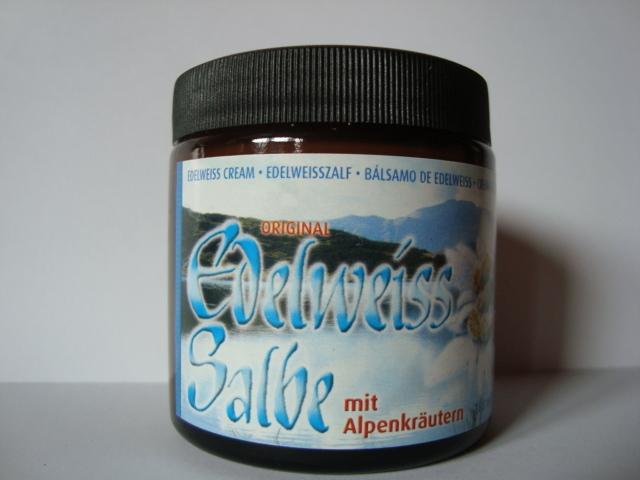 EDELWEISS CREAM • EDELWEISSZALF • BÁLSAMO DE EDELWEISS •
ORIGINAL
Edelweiss
Salbe
mit
Alpenkräutern